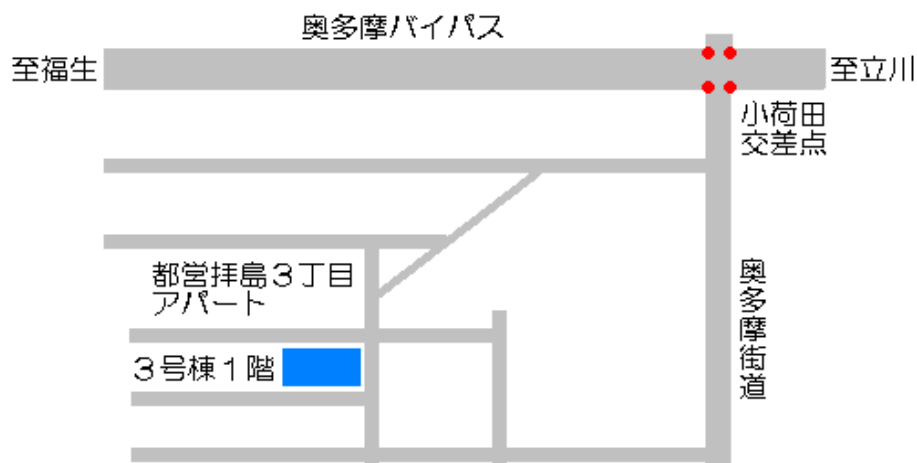 奥多摩バイパス
至福生
至立川
小荷田
交差点
都営拝島３丁目
アパート
３号棟１階
奥多摩街道